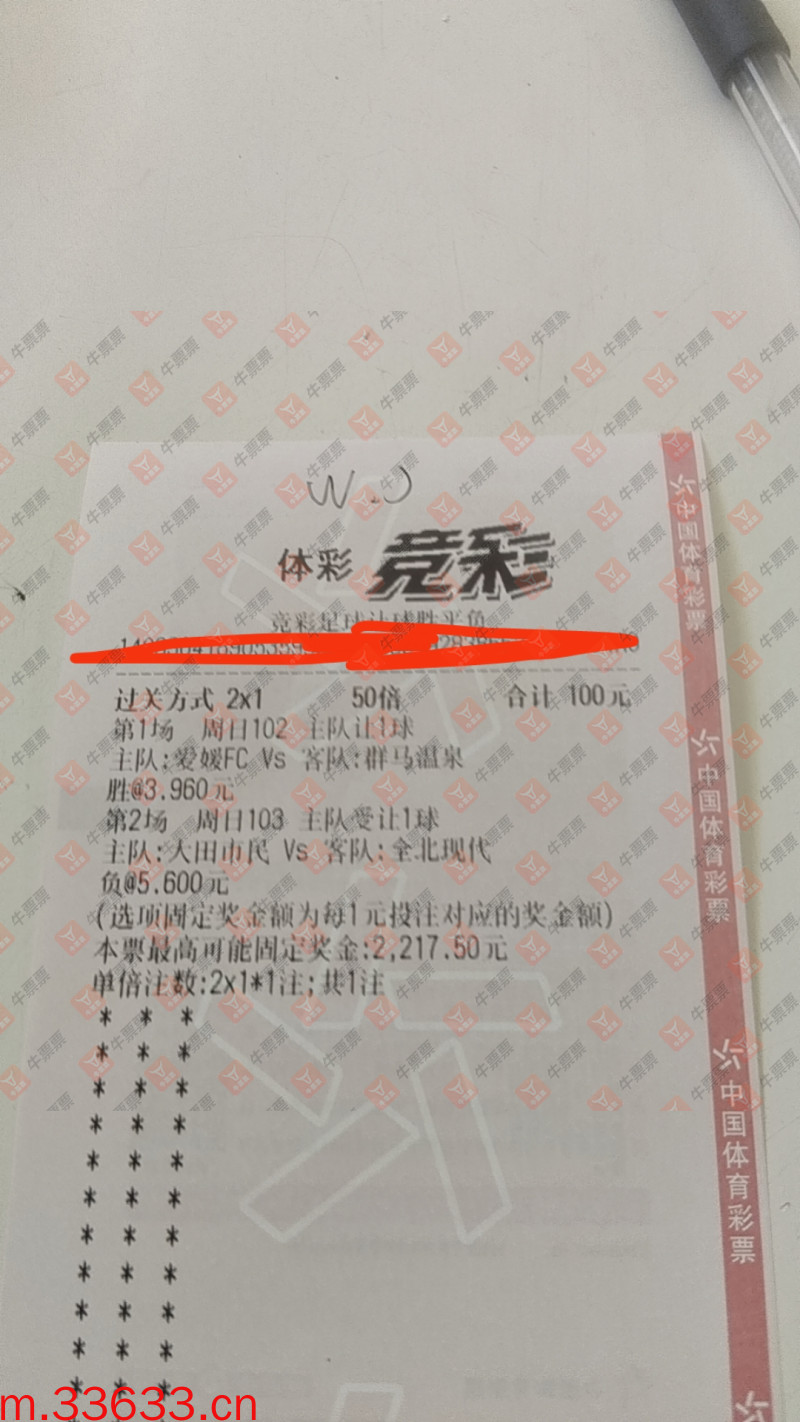 W.O
体彩 竞彩
竞彩足球让球胜平负
过关方式 2x1 50倍 合计 100元
第1场 周日102 主队让1球
主队:爱媛FC Vs 客队:群马温泉
胜@3.960元
第2场 周日103 主队受让1球
主队:大田市民 Vs 客队:全北现代
负@5.600元
(选项固定奖金额为每1元投注对应的奖金额)
本票最高可能固定奖金:2,217.50元
单倍注数:2x1*1注;共1注
* * *
* * *
* * *
* * *
* * *
* * *
* * *
* * *
* * *
* * *
* * *
中国体育彩票
中国体育彩票
中国体育彩票
牛票票
m.33633.cn